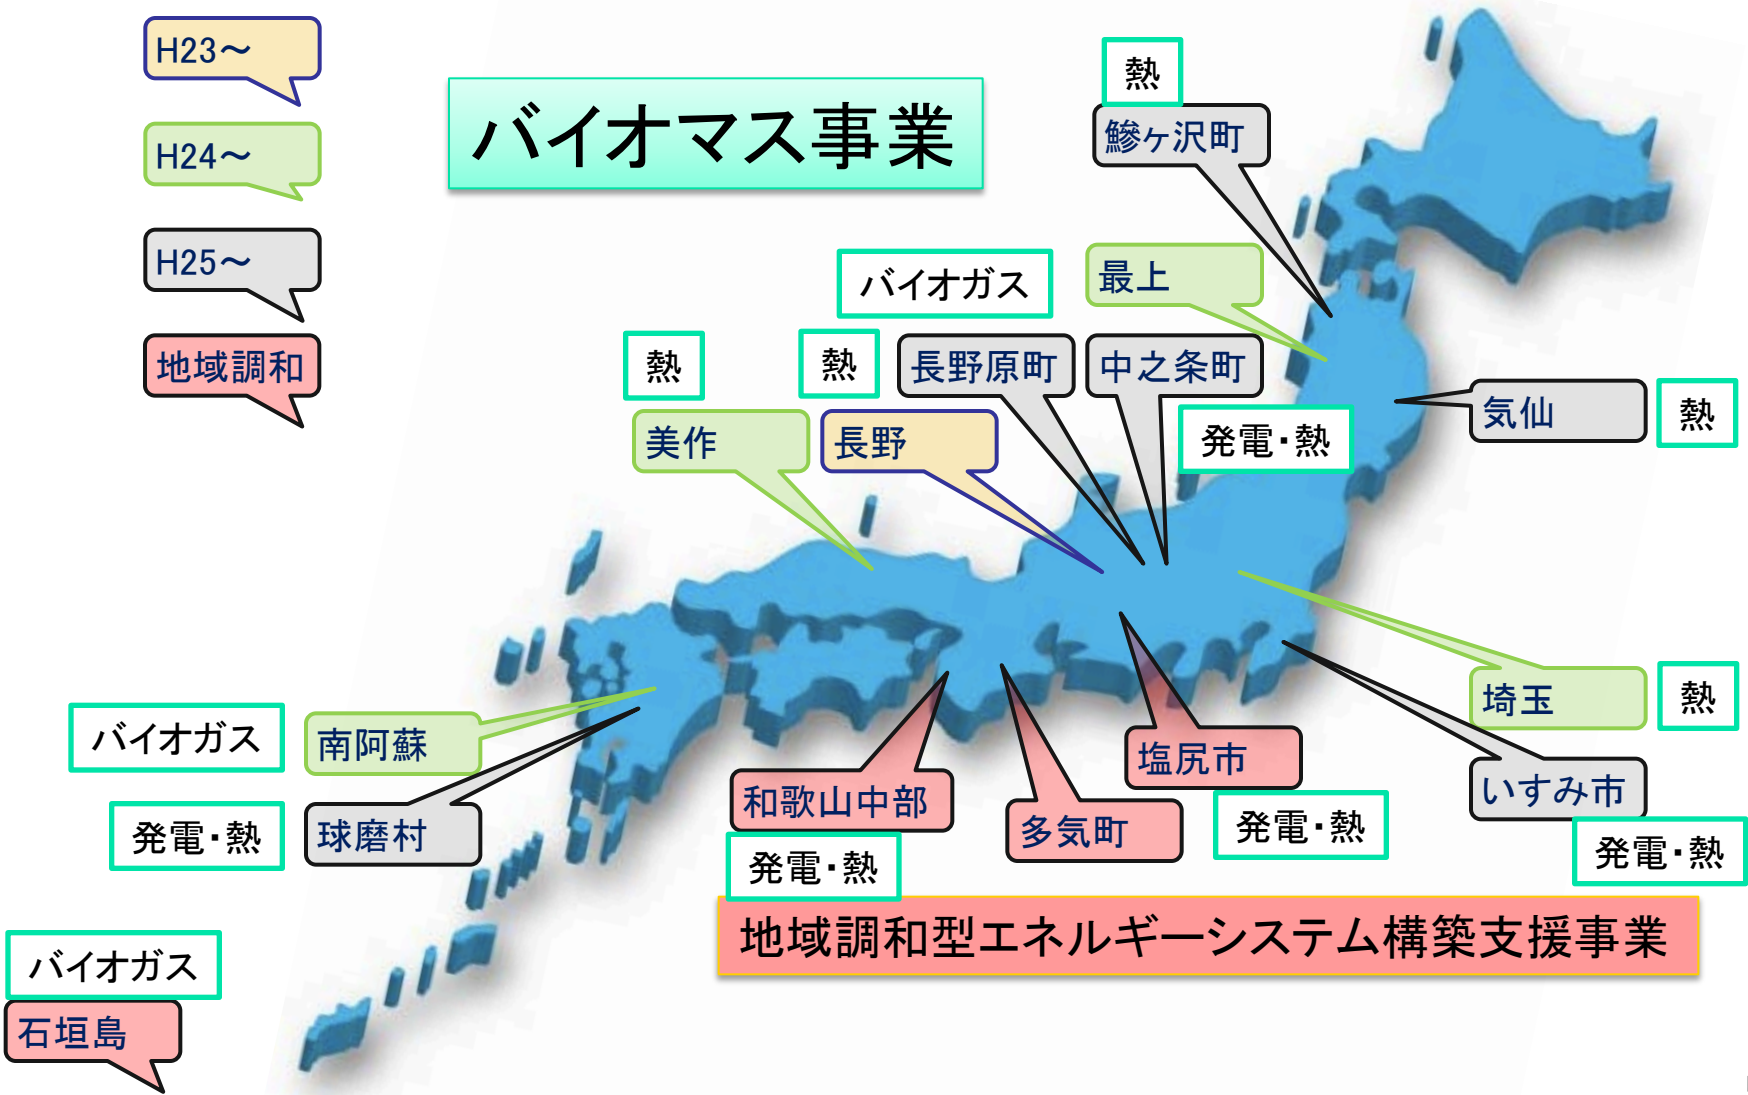 H23～
H24～
H25～
地域調和
バイオマス事業
熱
鰺ヶ沢町
バイオガス
最上
熱
熱
長野原町
中之条町
気仙
熱
美作
長野
発電・熱
バイオガス
南阿蘇
発電・熱
球磨村
和歌山中部
発電・熱
多気町
塩尻市
発電・熱
埼玉
熱
いすみ市
発電・熱
地域調和型エネルギーシステム構築支援事業
バイオガス
石垣島